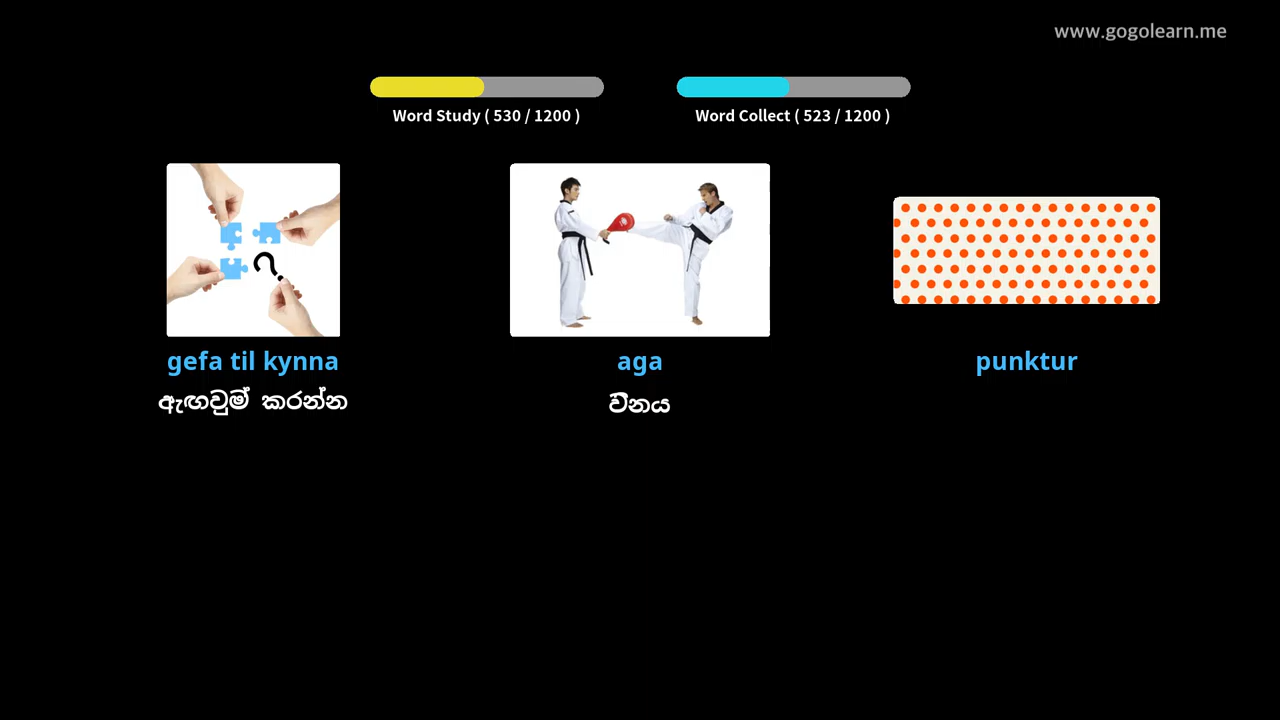 www.gogolearn.me
Word Study ( 530 / 1200 )
Word Collect ( 523 / 1200 )
gefa til kynna
aga
punktur
ඇඟවුම් කරන්න
විනය